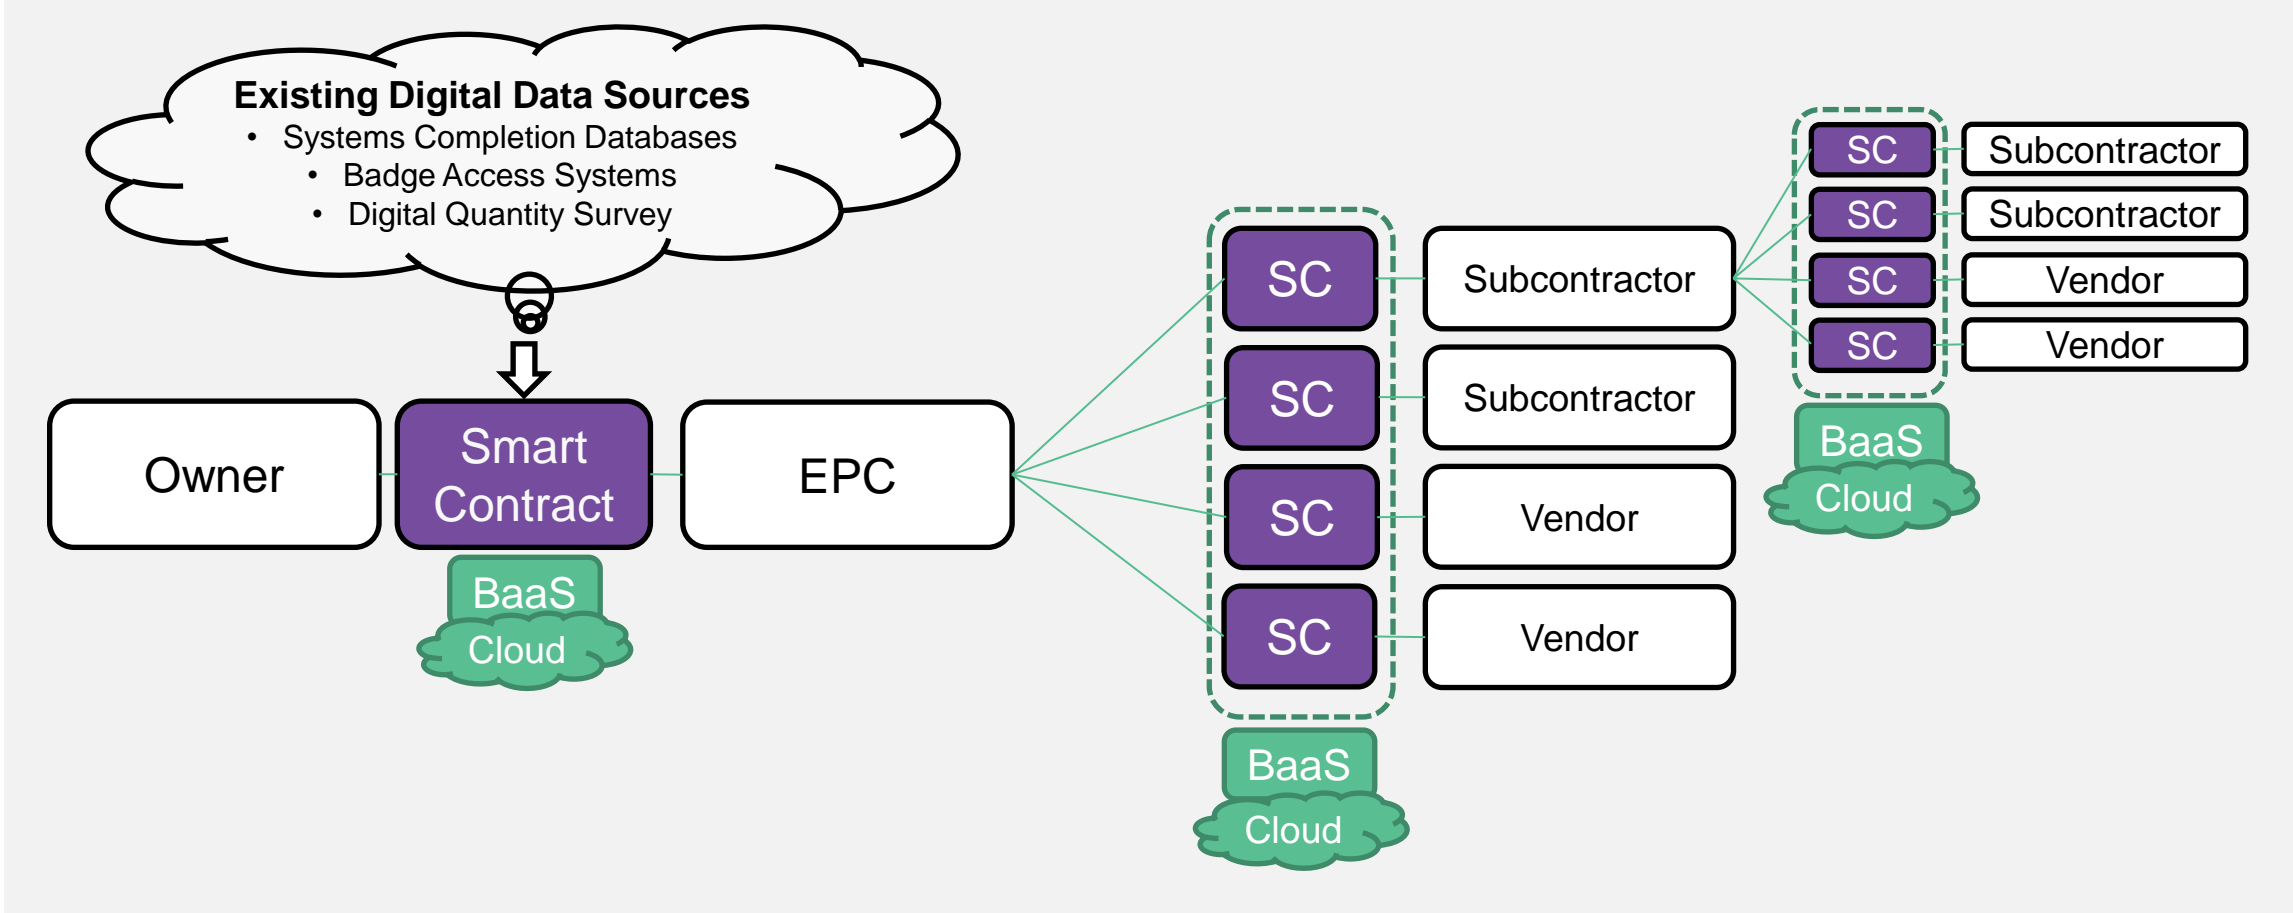 Existing Digital Data Sources
• Systems Completion Databases
• Badge Access Systems
• Digital Quantity Survey
Owner
Smart
Contract
EPC
BaaS
Cloud
SC
Subcontractor
SC
Subcontractor
SC
Vendor
SC
Vendor
BaaS
Cloud
SC
Subcontractor
SC
Subcontractor
SC
Vendor
SC
Vendor
BaaS
Cloud